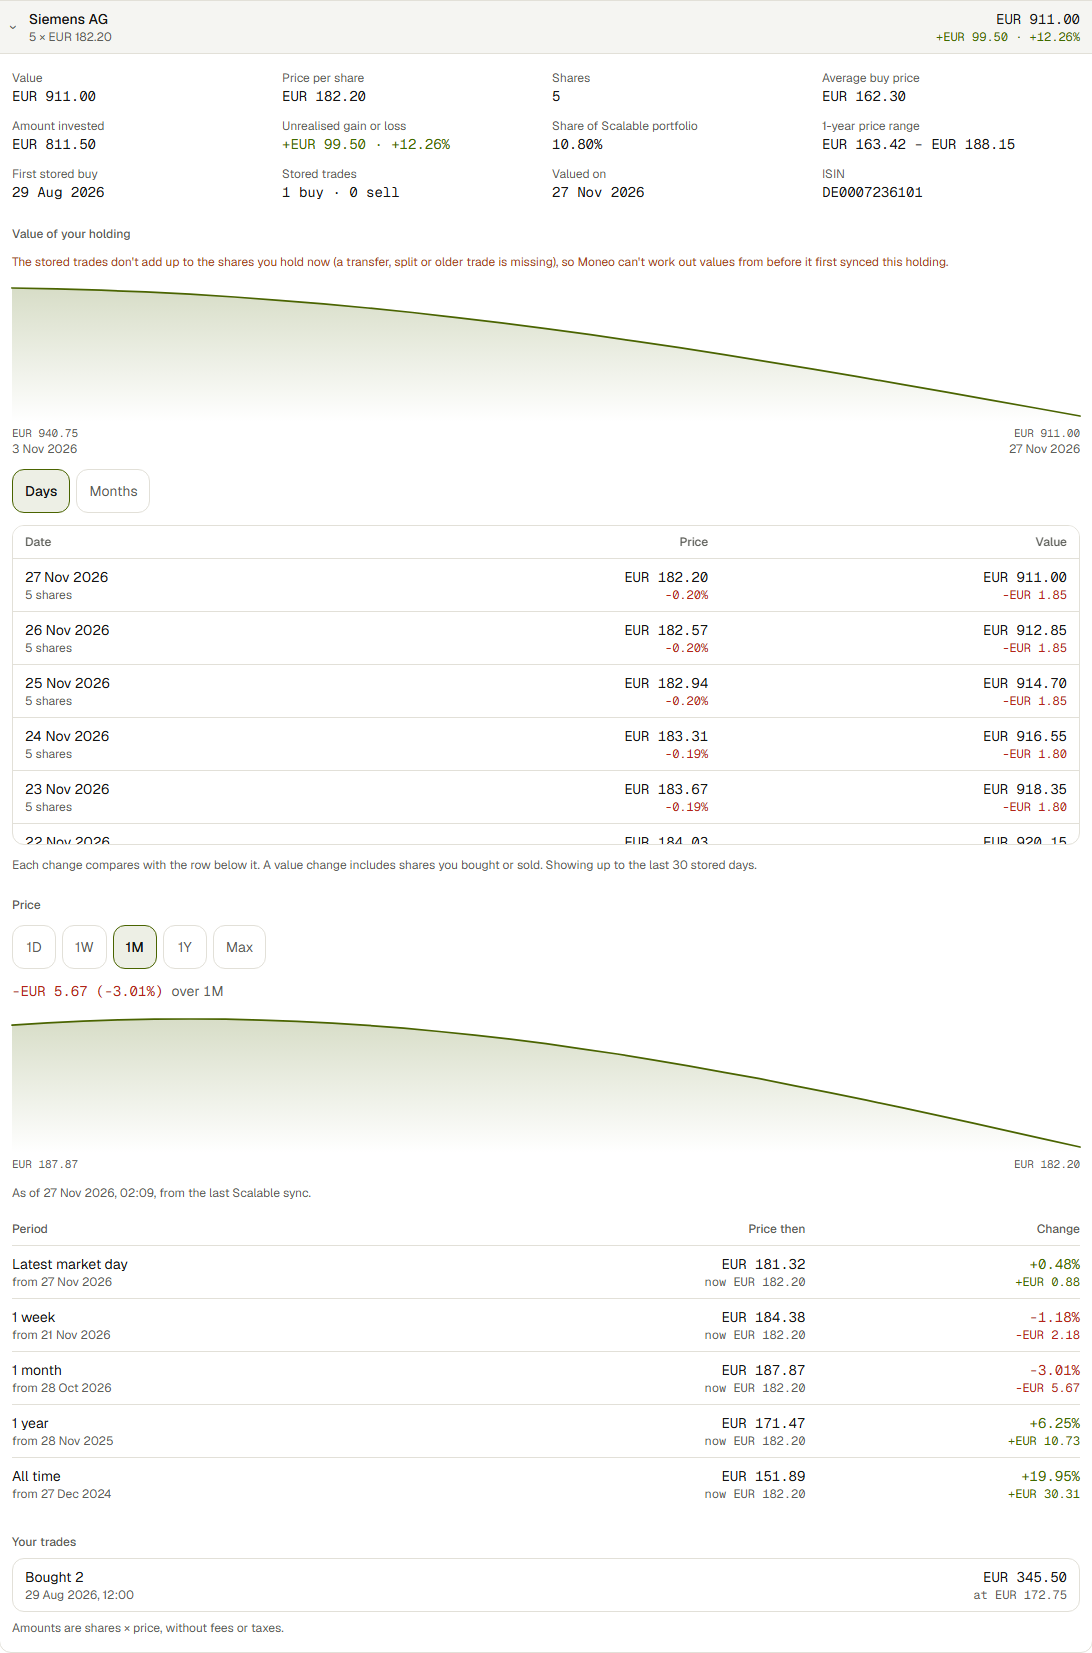 Siemens AG
EUR 911.00
5 × EUR 182.20
+EUR 99.50 · +12.26%
Value
Price per share
Shares
Average buy price
EUR 911.00
EUR 182.20
5
EUR 162.30
Amount invested
Unrealised gain or loss
Share of Scalable portfolio
1-year price range
EUR 811.50
+EUR 99.50 · +12.26%
10.80%
EUR 163.42 – EUR 188.15
First stored buy
Stored trades
Valued on
ISIN
29 Aug 2026
1 buy · 0 sell
27 Nov 2026
DE0007236101
Value of your holding
The stored trades don't add up to the shares you hold now (a transfer, split or older trade is missing), so Moneo can't work out values from before it first synced this holding.
EUR 940.75
EUR 911.00
3 Nov 2026
27 Nov 2026
Days
Months
Date
Price
Value
27 Nov 2026
EUR 182.20
EUR 911.00
5 shares
-0.20%
-EUR 1.85
26 Nov 2026
EUR 182.57
EUR 912.85
5 shares
-0.20%
-EUR 1.85
25 Nov 2026
EUR 182.94
EUR 914.70
5 shares
-0.20%
-EUR 1.85
24 Nov 2026
EUR 183.31
EUR 916.55
5 shares
-0.19%
-EUR 1.80
23 Nov 2026
EUR 183.67
EUR 918.35
5 shares
-0.19%
-EUR 1.80
22 Nov 2026
EUR 184.03
EUR 920.15
Each change compares with the row below it. A value change includes shares you bought or sold. Showing up to the last 30 stored days.
Price
1D
1W
1M
1Y
Max
-EUR 5.67 (-3.01%) over 1M
EUR 187.87
EUR 182.20
As of 27 Nov 2026, 02:09, from the last Scalable sync.
Period
Price then
Change
Latest market day
EUR 181.32
+0.48%
from 27 Nov 2026
now EUR 182.20
+EUR 0.88
1 week
EUR 184.38
-1.18%
from 21 Nov 2026
now EUR 182.20
-EUR 2.18
1 month
EUR 187.87
-3.01%
from 28 Oct 2026
now EUR 182.20
-EUR 5.67
1 year
EUR 171.47
+6.25%
from 28 Nov 2025
now EUR 182.20
+EUR 10.73
All time
EUR 151.89
+19.95%
from 27 Dec 2024
now EUR 182.20
+EUR 30.31
Your trades
Bought 2
EUR 345.50
29 Aug 2026, 12:00
at EUR 172.75
Amounts are shares × price, without fees or taxes.